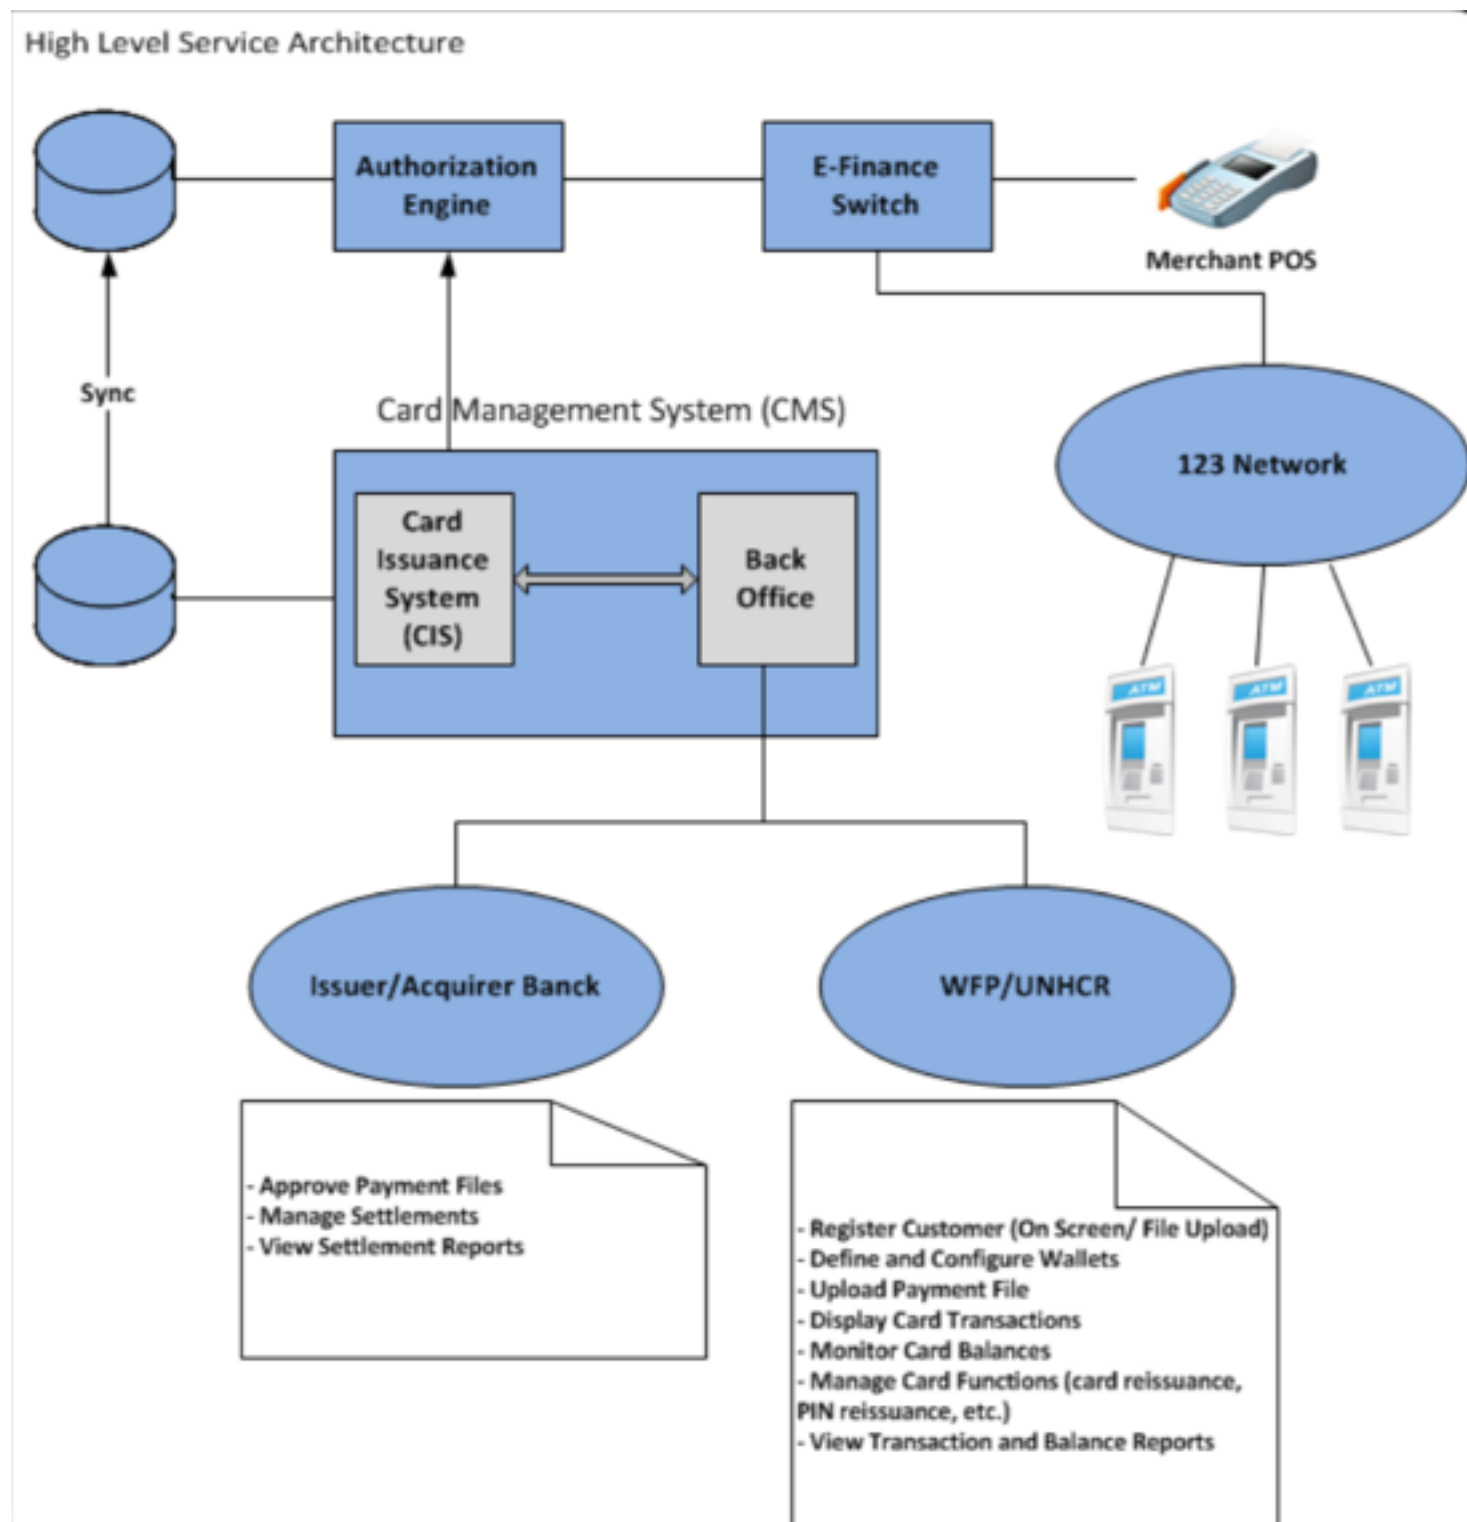 High Level Service Architecture
Authorization
Engine
E-Finance
Switch
Merchant POS
Sync
Card Management System (CMS)
123 Network
Card
Issuance
System
(CIS)
Back
Office
ATM
ATM
ATM
Issuer/Acquirer Banck
WFP/UNHCR
- Approve Payment Files
- Manage Settlements
- View Settlement Reports
- Register Customer (On Screen/ File Upload)
- Define and Configure Wallets
- Upload Payment File
- Display Card Transactions
- Monitor Card Balances
- Manage Card Functions (card reissuance,
PIN reissuance, etc.)
- View Transaction and Balance Reports